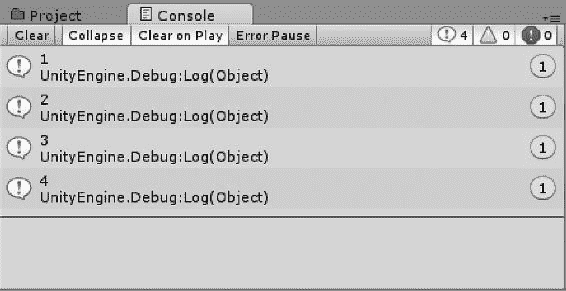 Project Console
Clear Collapse Clear on Play Error Pause 4 0 0
1
UnityEngine.Debug:Log(Object) 1
2
UnityEngine.Debug:Log(Object) 1
3
UnityEngine.Debug:Log(Object) 1
4
UnityEngine.Debug:Log(Object) 1